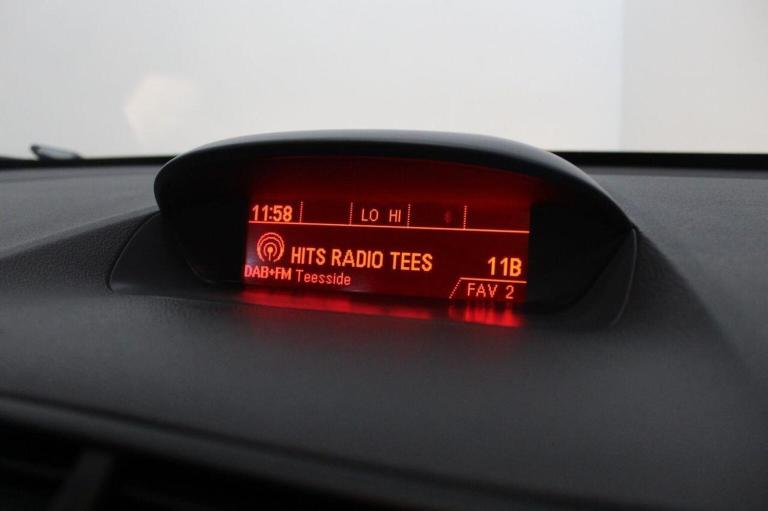 11:58 LO HI
HITS RADIO TEES 11B
DAB+FM Teesside
FAV 2